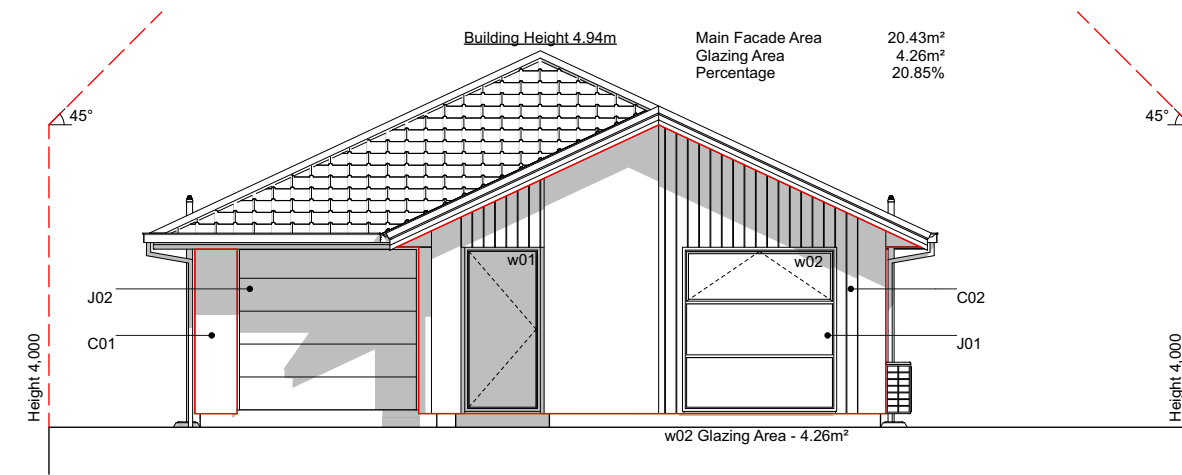 Building Height 4.94m
Main Facade Area 20.43m²
Glazing Area 4.26m²
Percentage 20.85%
45°
45°
w01
w02
J02
C02
C01
J01
Height 4,000
Height 4,000
w02 Glazing Area - 4.26m²